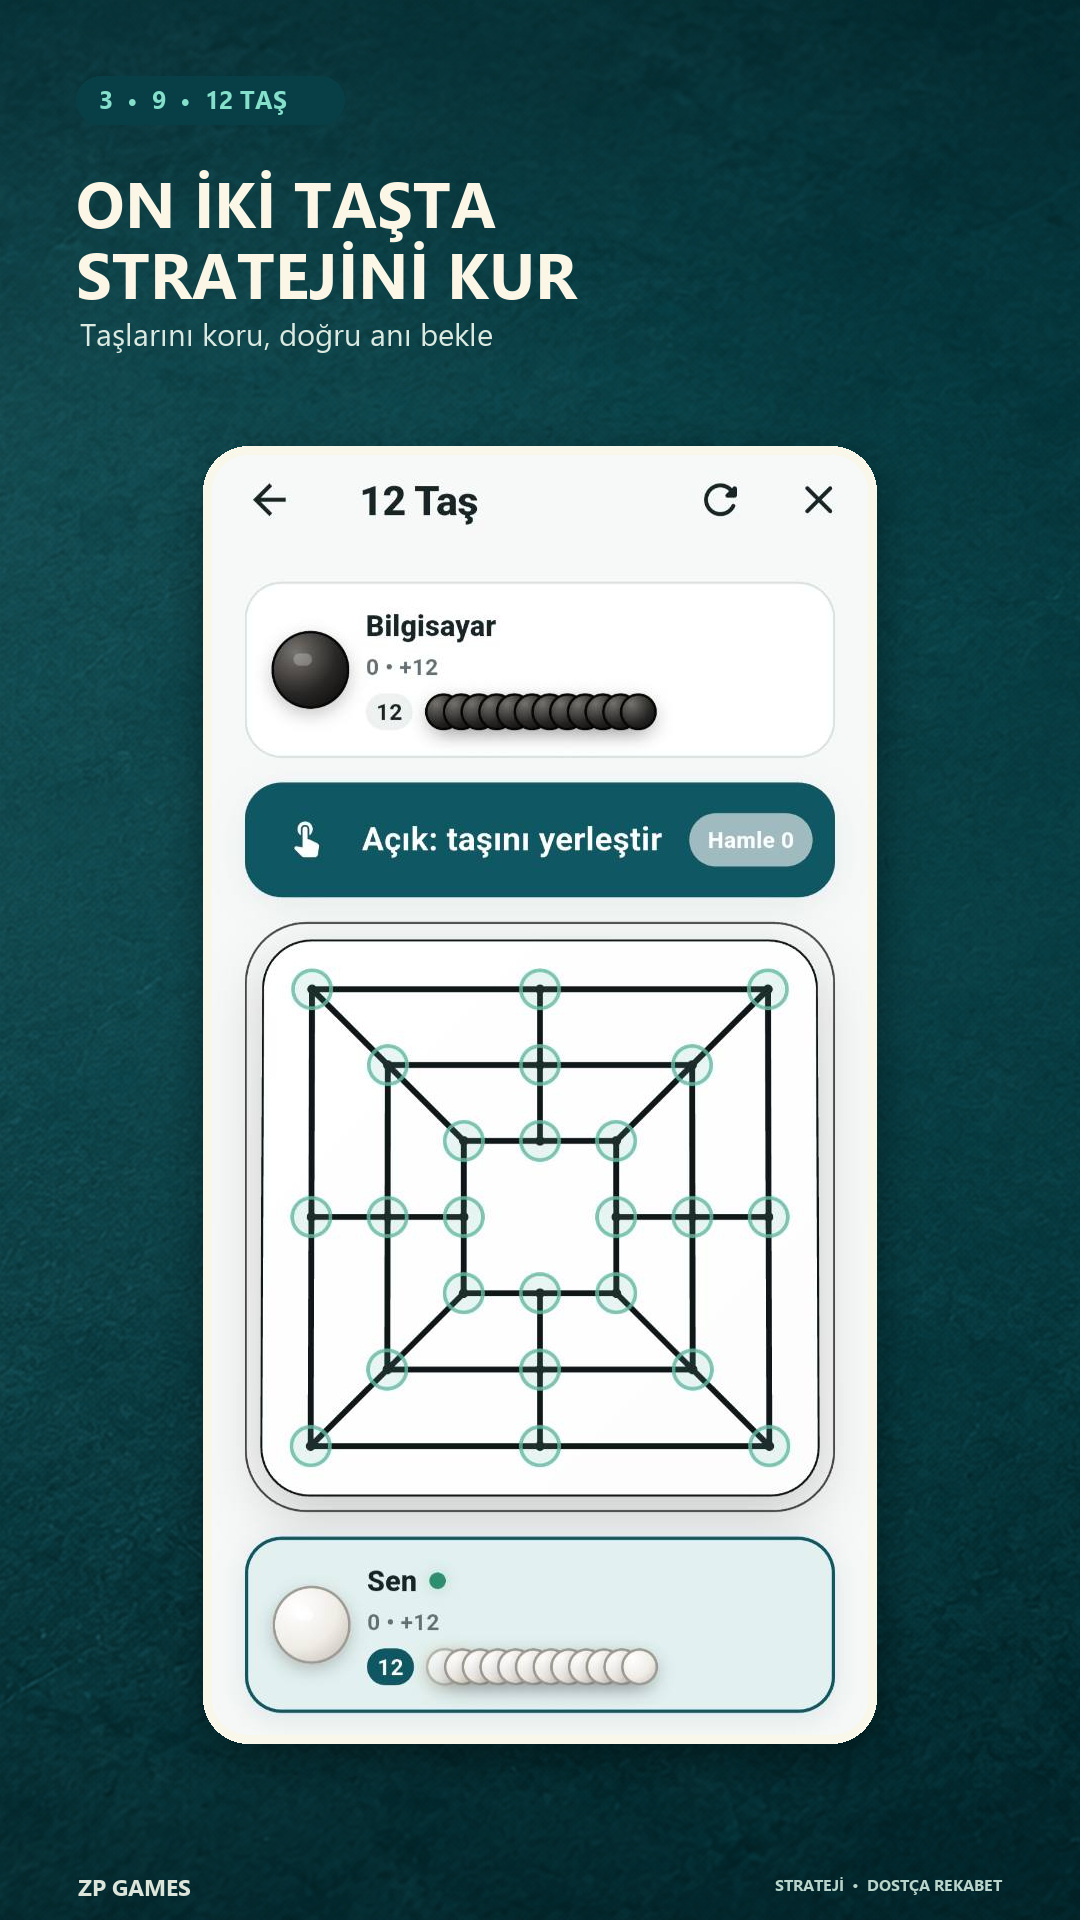 3 • 9 • 12 TAŞ
ON İKİ TAŞTA
STRATEJİNİ KUR
Taşlarını koru, doğru anı bekle
12 Taş
Bilgisayar
0 • +12
12
Açık: taşını yerleştir
Hamle 0
Sen
0 • +12
12
ZP GAMES
STRATEJİ • DOSTÇA REKABET